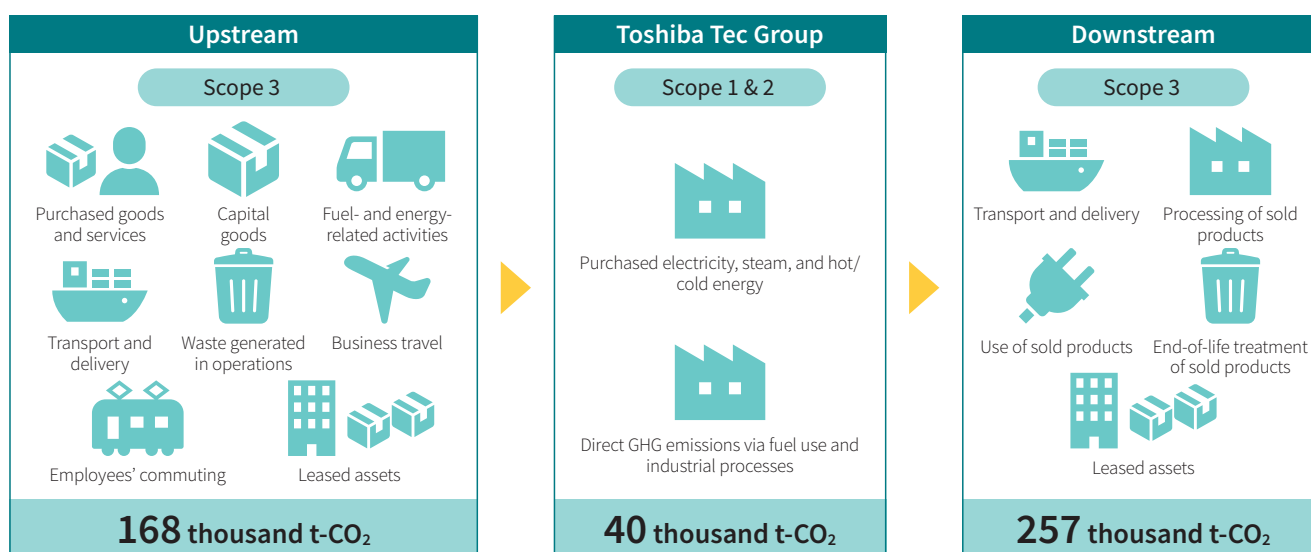 Upstream
Scope 3
Purchased goods
and services
Capital
goods
Fuel- and energy-
related activities
Transport and
delivery
Waste generated
in operations
Business travel
Employees’ commuting
Leased assets
168 thousand t-CO₂
Toshiba Tec Group
Scope 1 & 2
Purchased electricity, steam, and hot/
cold energy
Direct GHG emissions via fuel use and
industrial processes
40 thousand t-CO₂
Downstream
Scope 3
Transport and delivery
Processing of sold
products
Use of sold products
End-of-life treatment
of sold products
Leased assets
257 thousand t-CO₂